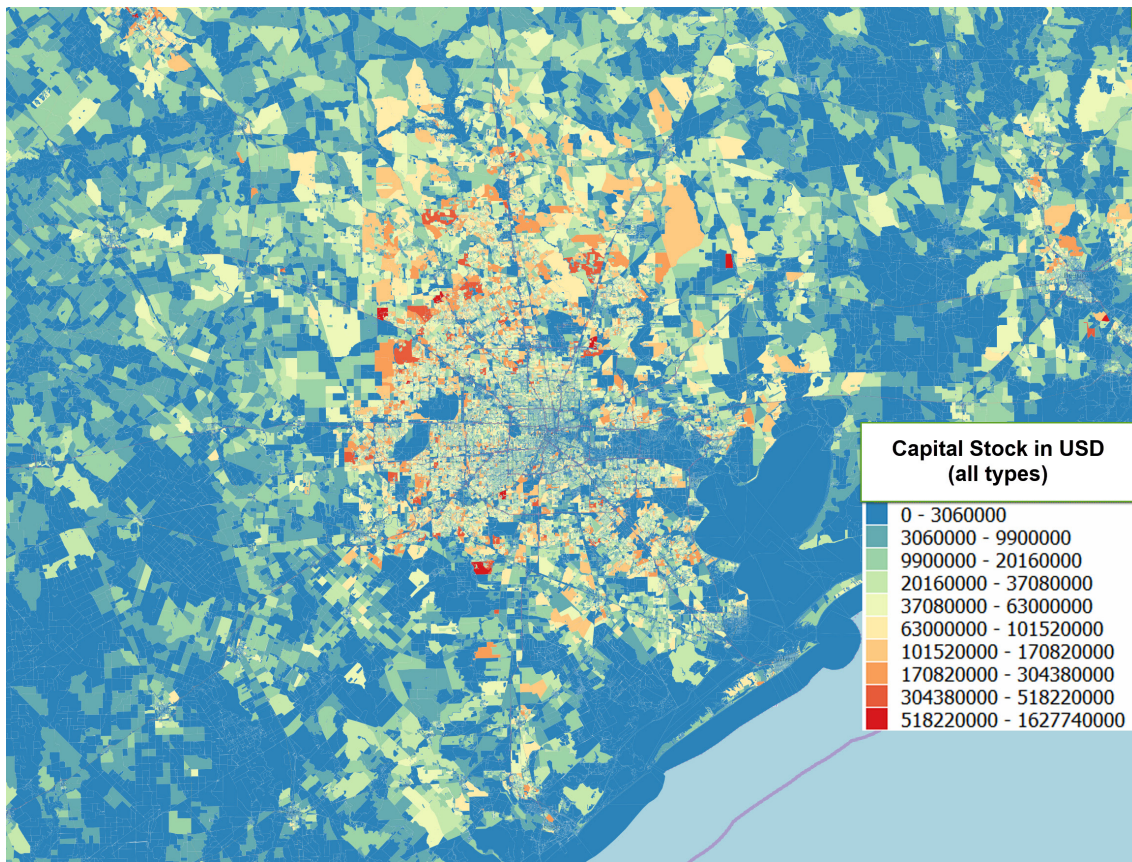 Capital Stock in USD
(all types)
0 - 3060000
3060000 - 9900000
9900000 - 20160000
20160000 - 37080000
37080000 - 63000000
63000000 - 101520000
101520000 - 170820000
170820000 - 304380000
304380000 - 518220000
518220000 - 1627740000